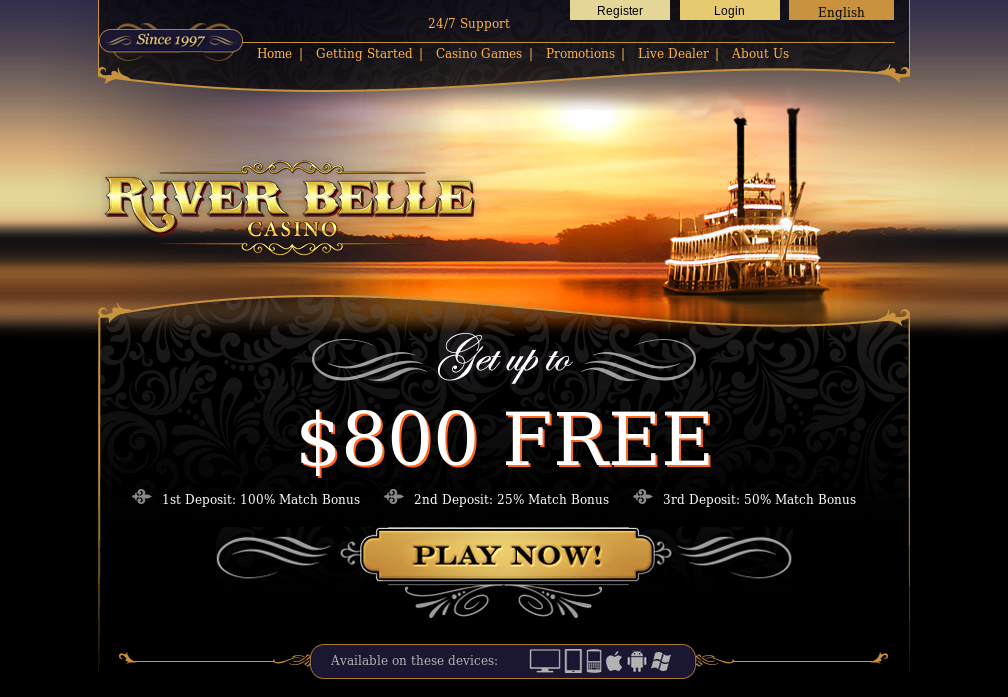 Register
Login
English
24/7 Support
Since 1997
Home | Getting Started | Casino Games | Promotions | Live Dealer | About Us
RIVER BELLE
CASINO
Get up to
$800 FREE
1st Deposit: 100% Match Bonus 2nd Deposit: 25% Match Bonus 3rd Deposit: 50% Match Bonus
PLAY NOW!
Available on these devices: